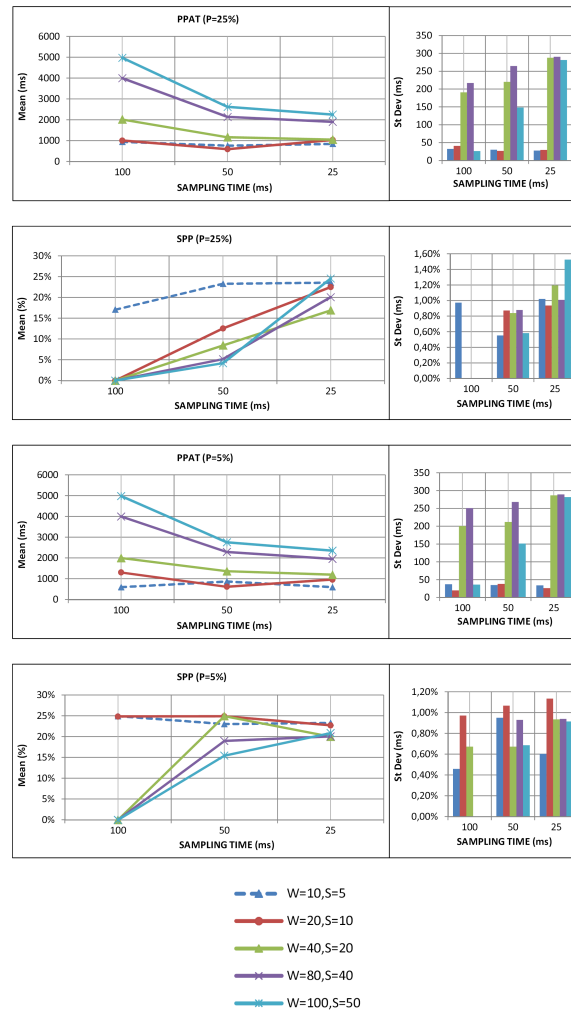 PPAT (P=25%)
Mean (ms)
6000
5000
4000
3000
2000
1000
0
100 50 25
SAMPLING TIME (ms)
St Dev (ms)
350
300
250
200
150
100
50
0
100 50 25
SAMPLING TIME (ms)
SPP (P=25%)
Mean (%)
30%
25%
20%
15%
10%
5%
0%
100 50 25
SAMPLING TIME (ms)
St Dev (ms)
1,60%
1,40%
1,20%
1,00%
0,80%
0,60%
0,40%
0,20%
0,00%
100 50 25
SAMPLING TIME (ms)
PPAT (P=5%)
Mean (ms)
6000
5000
4000
3000
2000
1000
0
100 50 25
SAMPLING TIME (ms)
St Dev (ms)
350
300
250
200
150
100
50
0
100 50 25
SAMPLING TIME (ms)
SPP (P=5%)
Mean (%)
30%
25%
20%
15%
10%
5%
0%
100 50 25
SAMPLING TIME (ms)
St Dev (ms)
1,20%
1,00%
0,80%
0,60%
0,40%
0,20%
0,00%
100 50 25
SAMPLING TIME (ms)
W=10,S=5
W=20,S=10
W=40,S=20
W=80,S=40
W=100,S=50